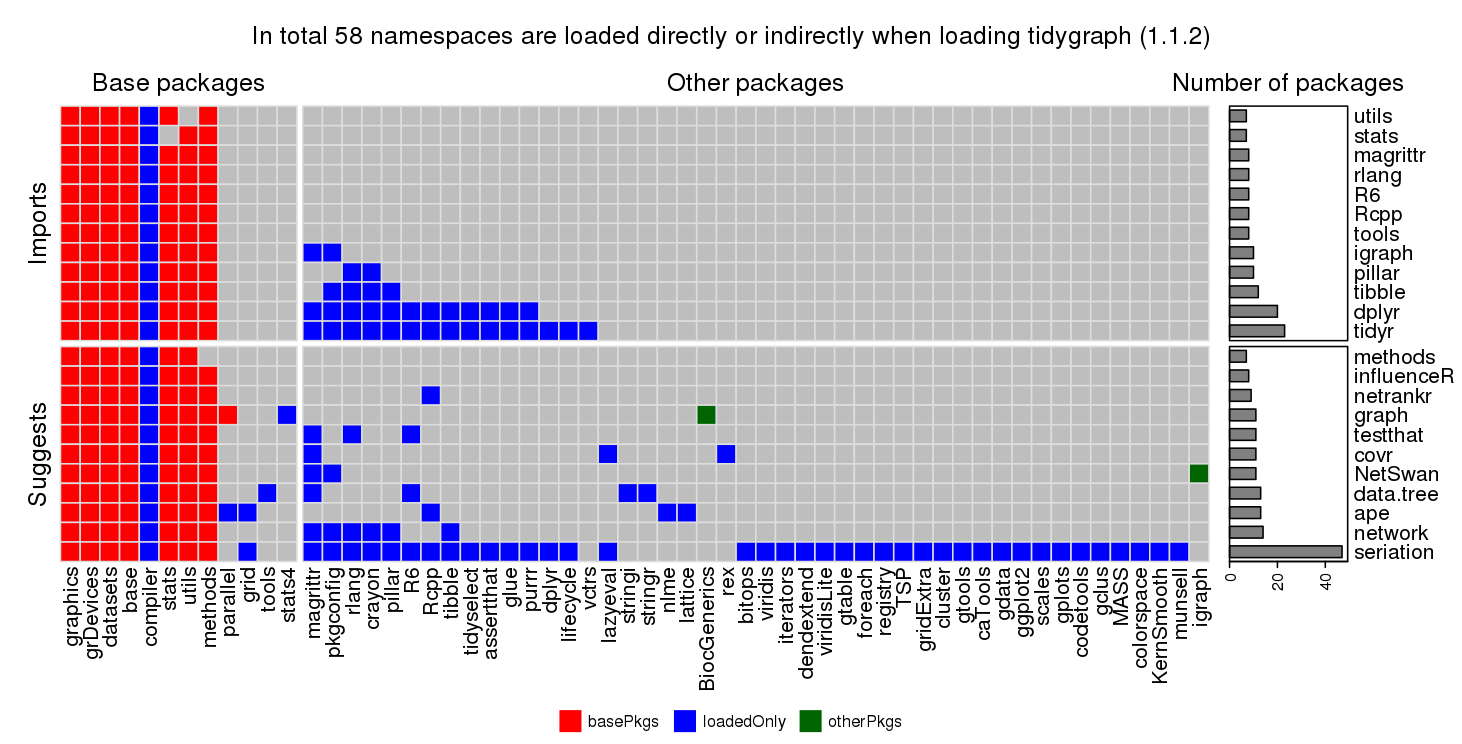 In total 58 namespaces are loaded directly or indirectly when loading tidygraph (1.1.2)
Base packages
Other packages
Number of packages
Imports
utils
stats
magrittr
rlang
R6
Rcpp
tools
igraph
pillar
tibble
dplyr
tidyr
Suggests
methods
influenceR
netrankr
graph
testthat
covr
NetSwan
data.tree
ape
network
seriation
0
20
40
graphics
grDevices
datasets
base
compiler
stats
utils
methods
parallel
grid
tools
stats4
magrittr
pkgconfig
rlang
crayon
pillar
R6
Rcpp
tibble
tidyselect
assertthat
glue
purrr
dplyr
lifecycle
vctrs
lazyeval
stringi
stringr
nlme
lattice
BiocGenerics
rex
bitops
viridis
iterators
dendextend
viridisLite
gtable
foreach
registry
TSP
gridExtra
cluster
gtools
caTools
gdata
ggplot2
scales
gplots
codetools
gclus
MASS
colorspace
KernSmooth
munsell
igraph
basePkgs
loadedOnly
otherPkgs